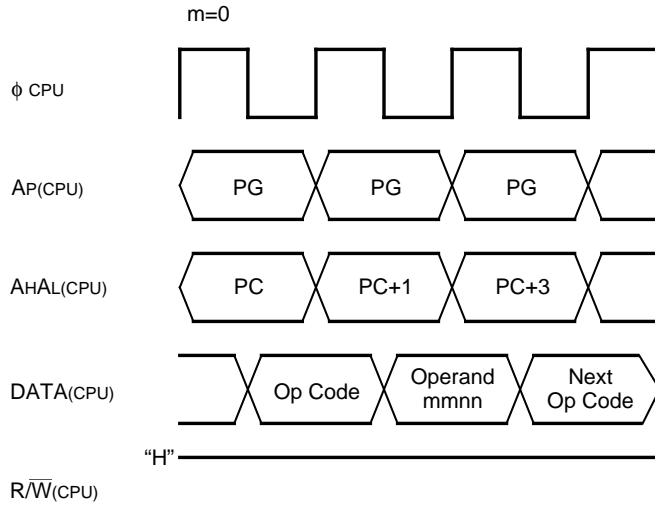 m=0
ϕ CPU
AP(CPU) PG PG PG
AHAL(CPU) PC PC+1 PC+3
DATA(CPU) Op Code Operand mmnn Next Op Code
“H”
R/W̅(CPU)